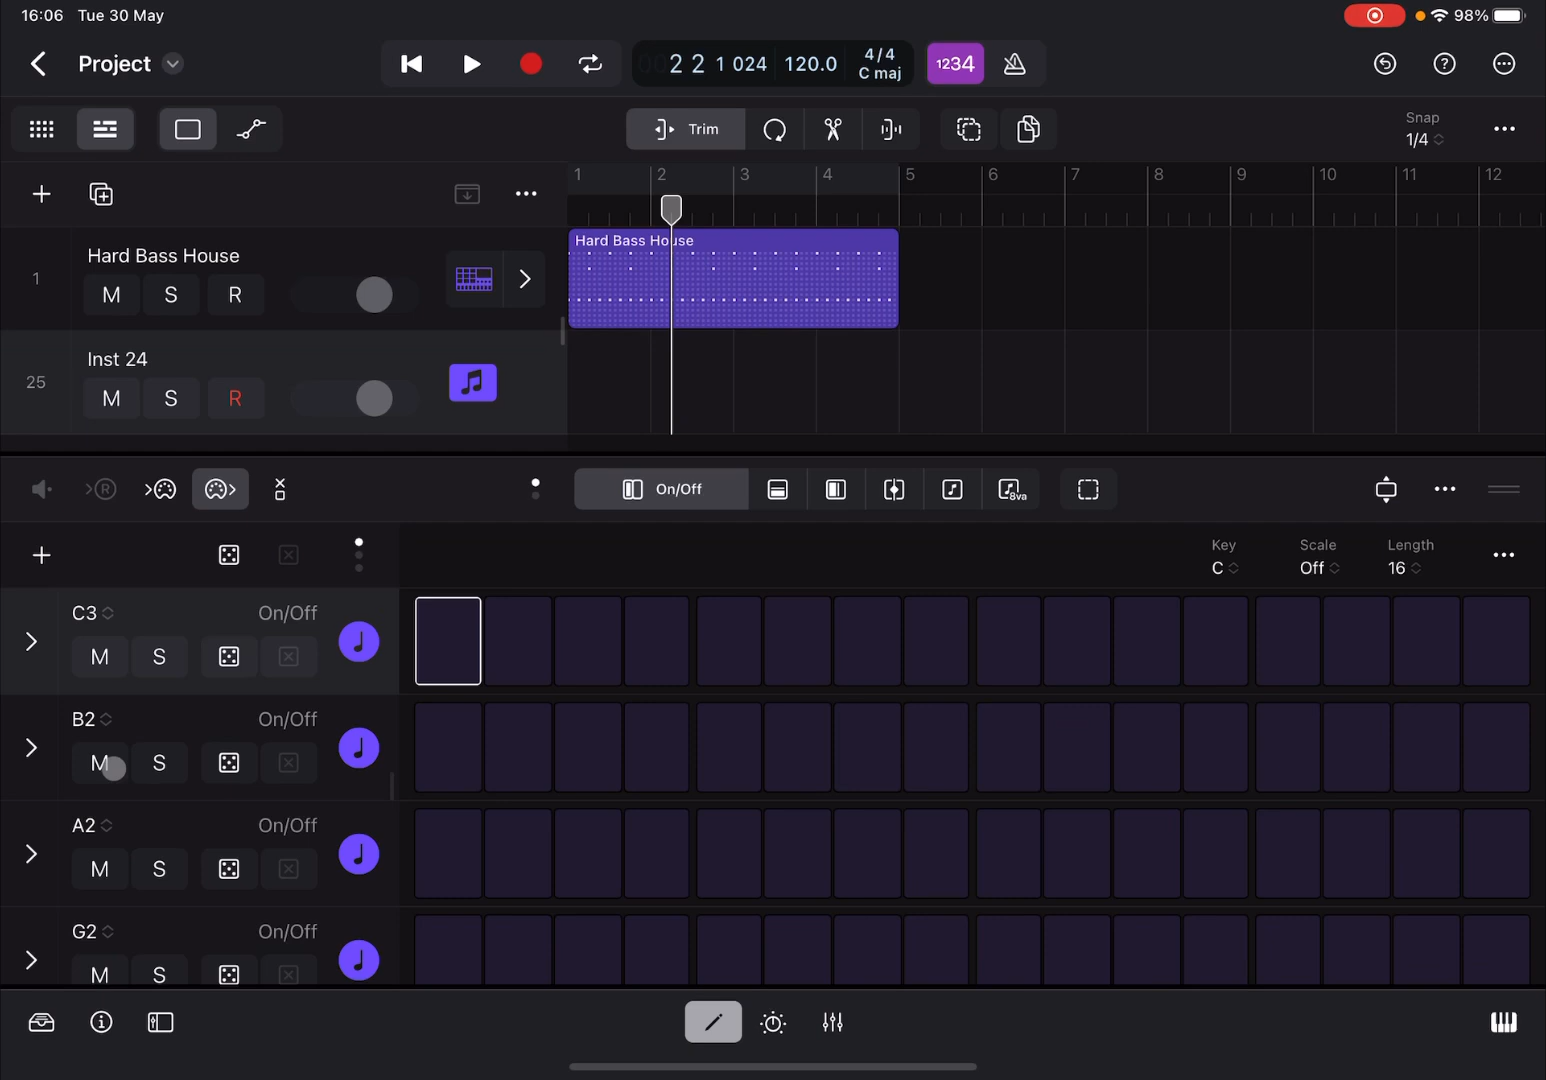 16:06 Tue 30 May
98%
Project
2 2 1 024 120.0 4/4 C maj
1234
Trim
Snap
1/4
1 2 3 4 5 6 7 8 9 10 11 12
1
Hard Bass House
M S R
Hard Bass House
25
Inst 24
M S R
R
On/Off
8va
Key
C
Scale
Off
Length
16
C3 On/Off
M S
B2 On/Off
M S
A2 On/Off
M S
G2 On/Off
M S